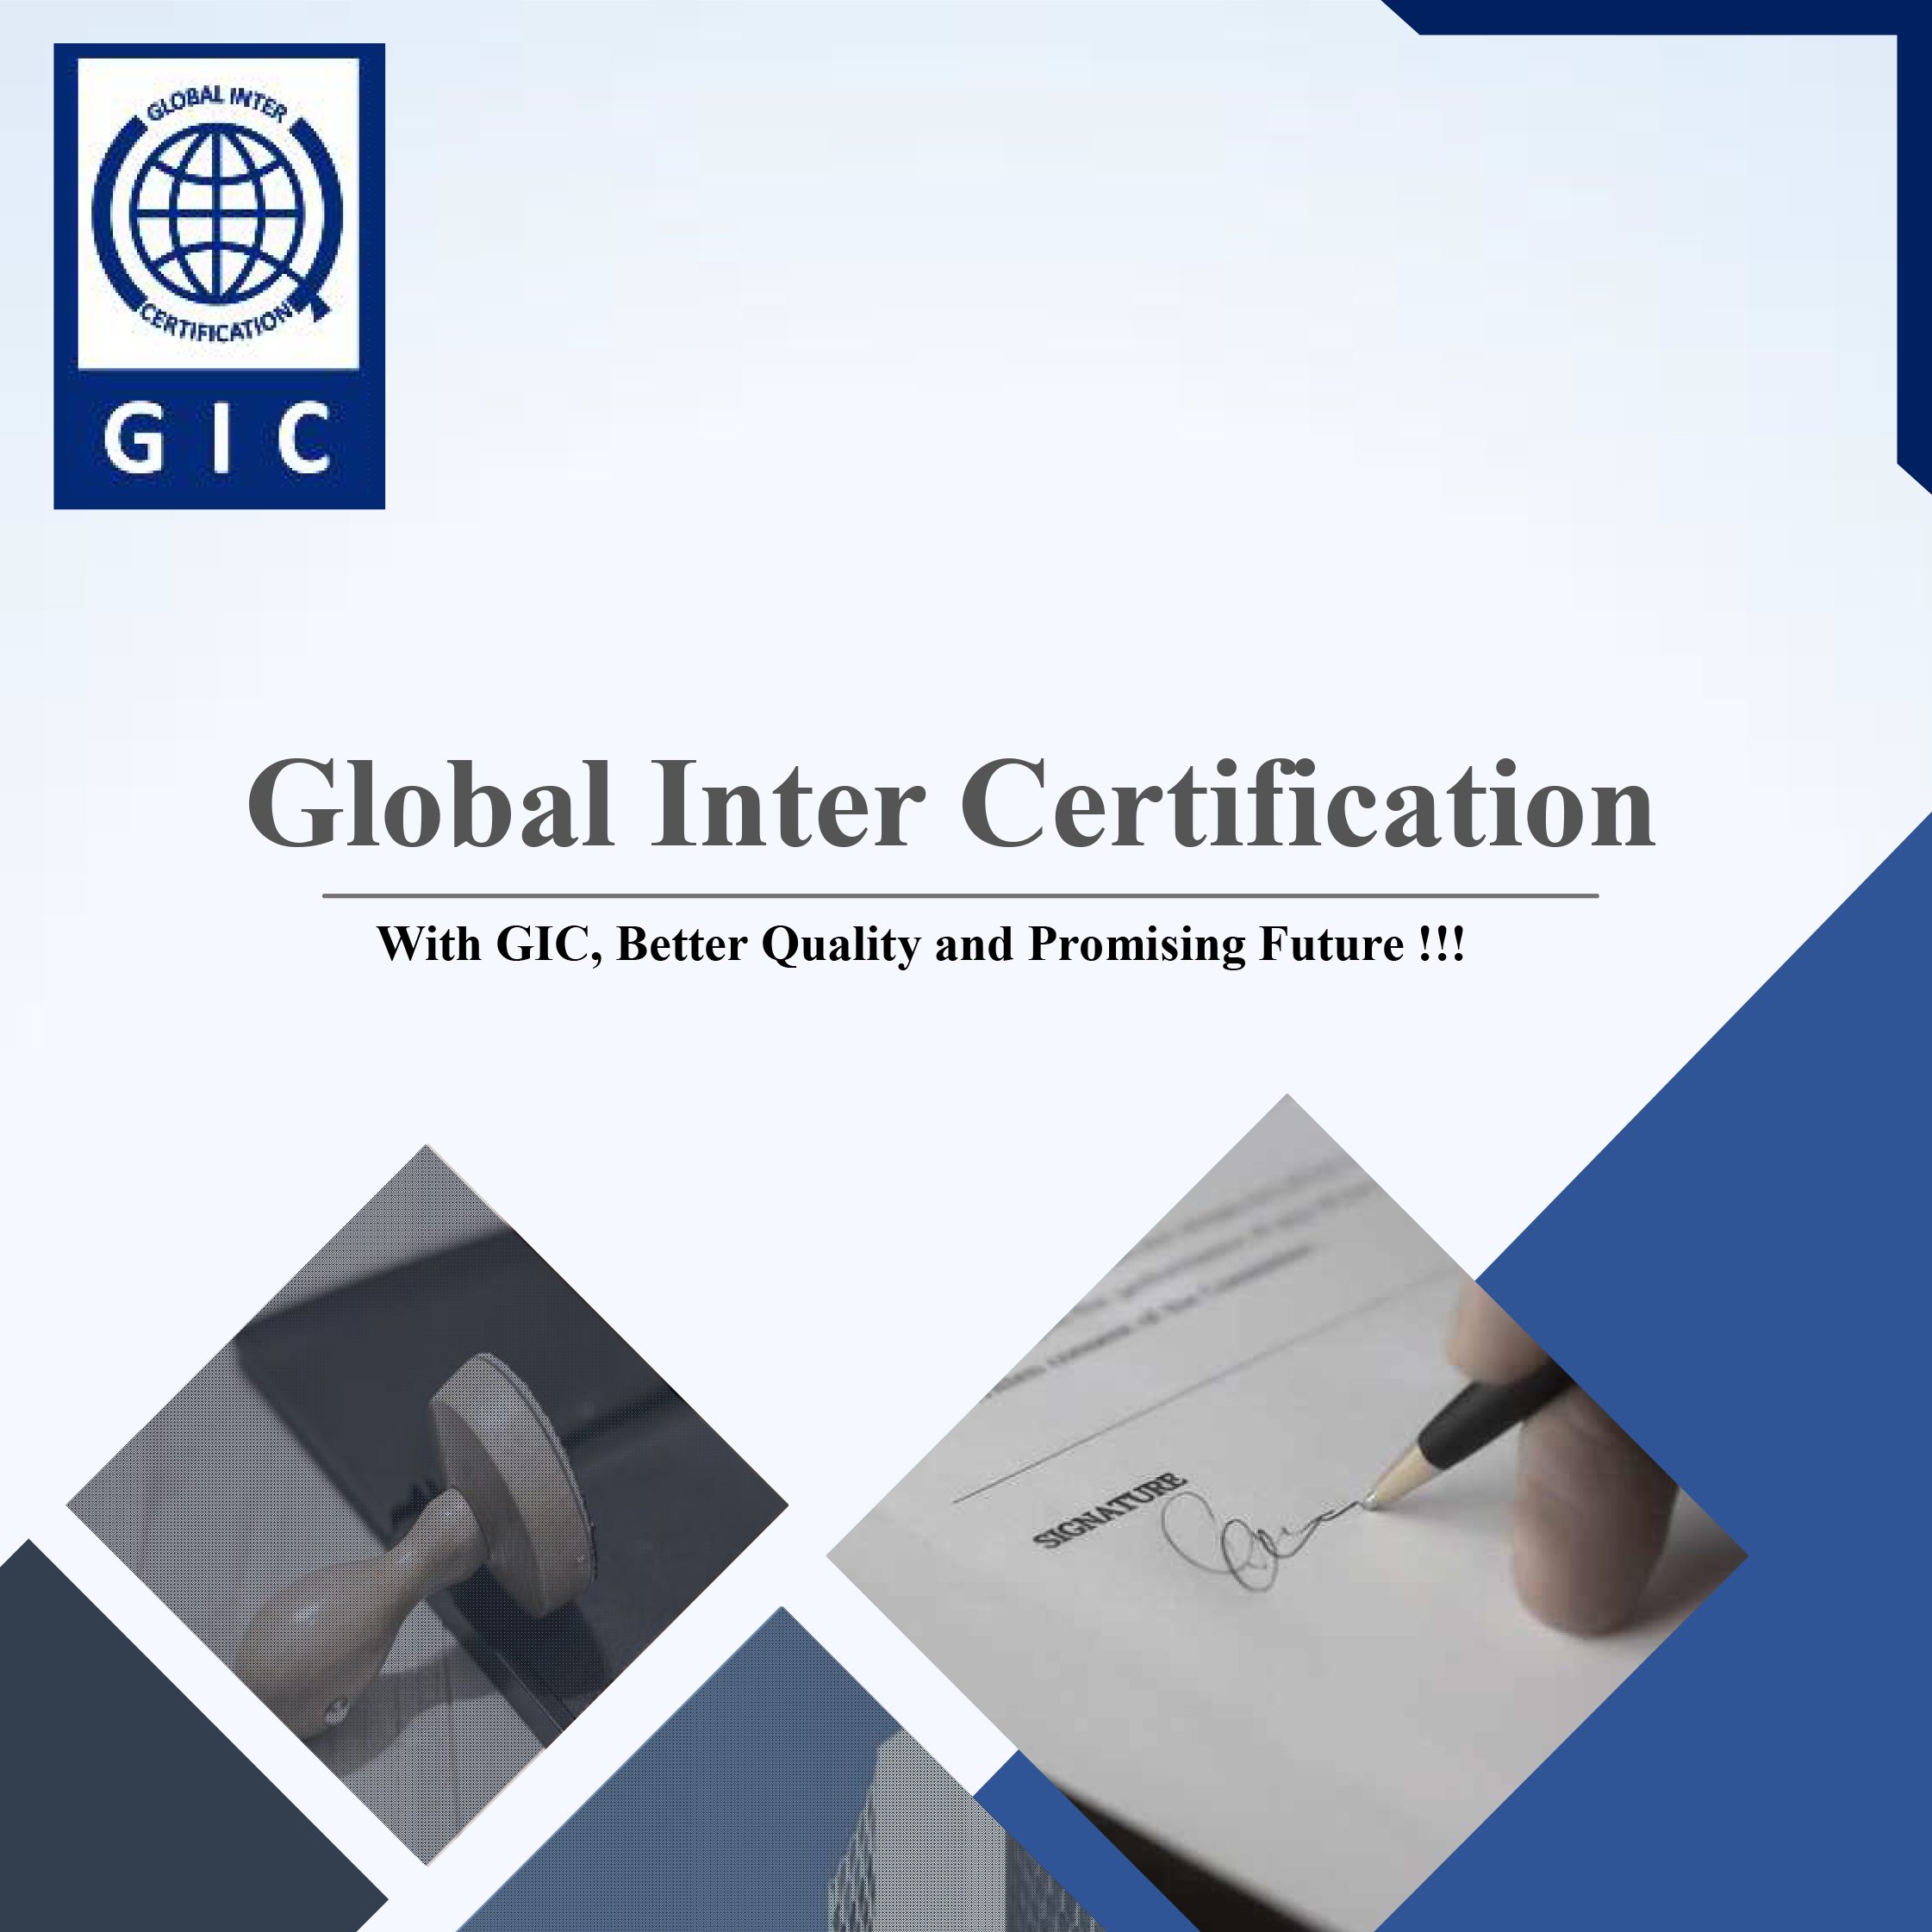 GLOBAL INTER
CERTIFICATION
G I C
Global Inter Certification
With GIC, Better Quality and Promising Future !!!
SIGNATURE